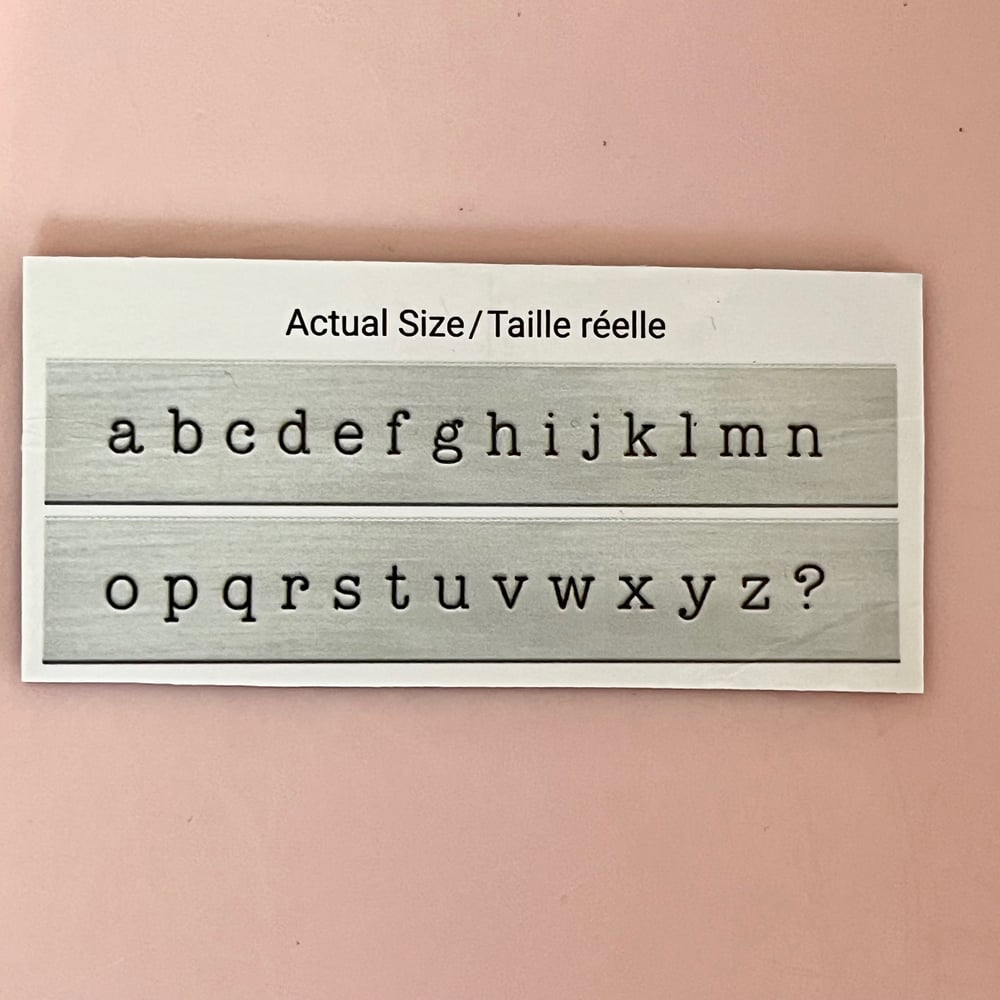 Actual Size/Taille réelle
a b c d e f g h i j k l m n
o p q r s t u v w x y z ?